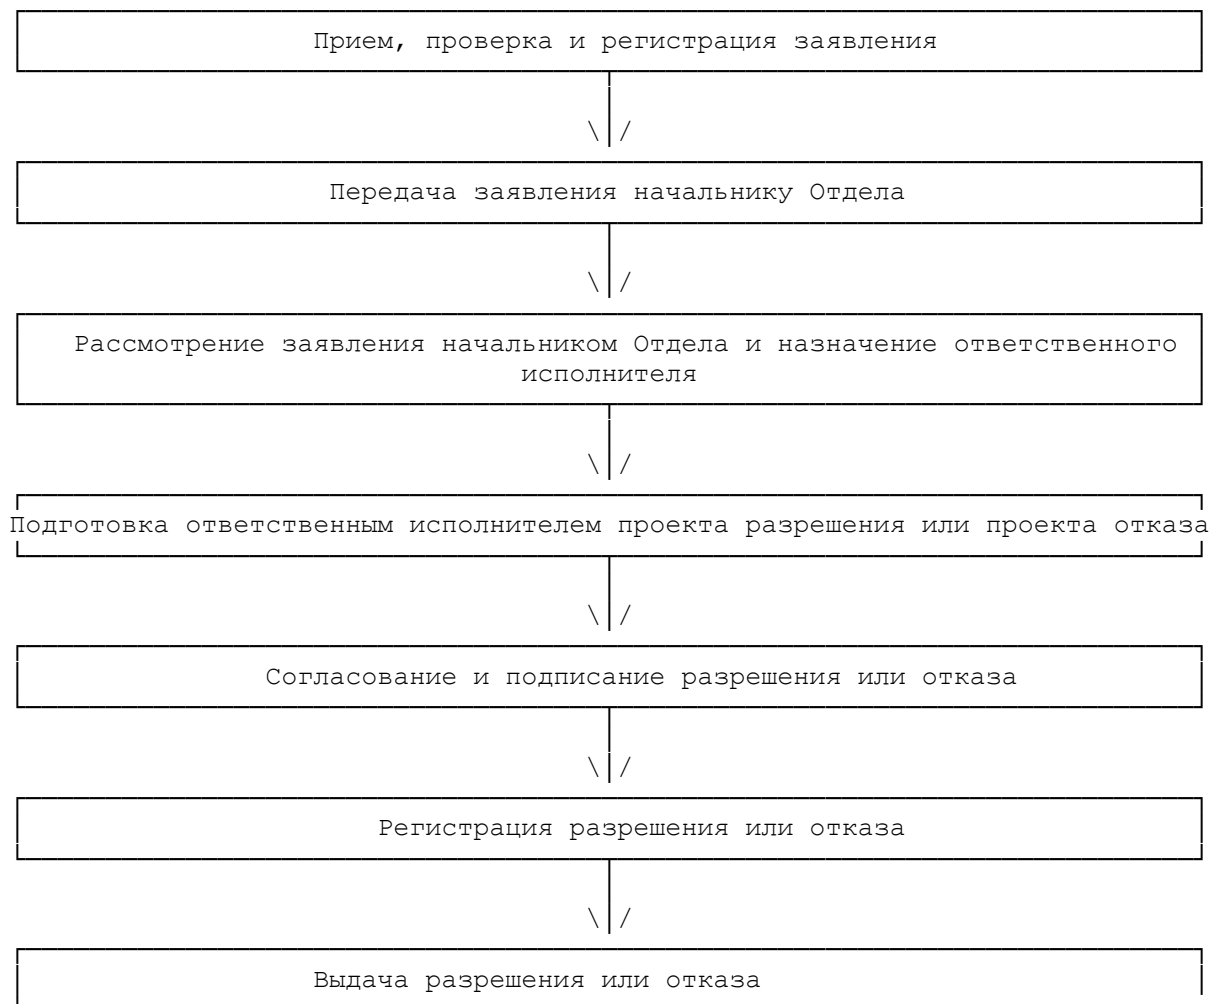 Прием, проверка и регистрация заявления
\ /
Передача заявления начальнику Отдела
\ /
Рассмотрение заявления начальником Отдела и назначение ответственного
исполнителя
\ /
Подготовка ответственным исполнителем проекта разрешения или проекта отказа
\ /
Согласование и подписание разрешения или отказа
\ /
Регистрация разрешения или отказа
\ /
Выдача разрешения или отказа